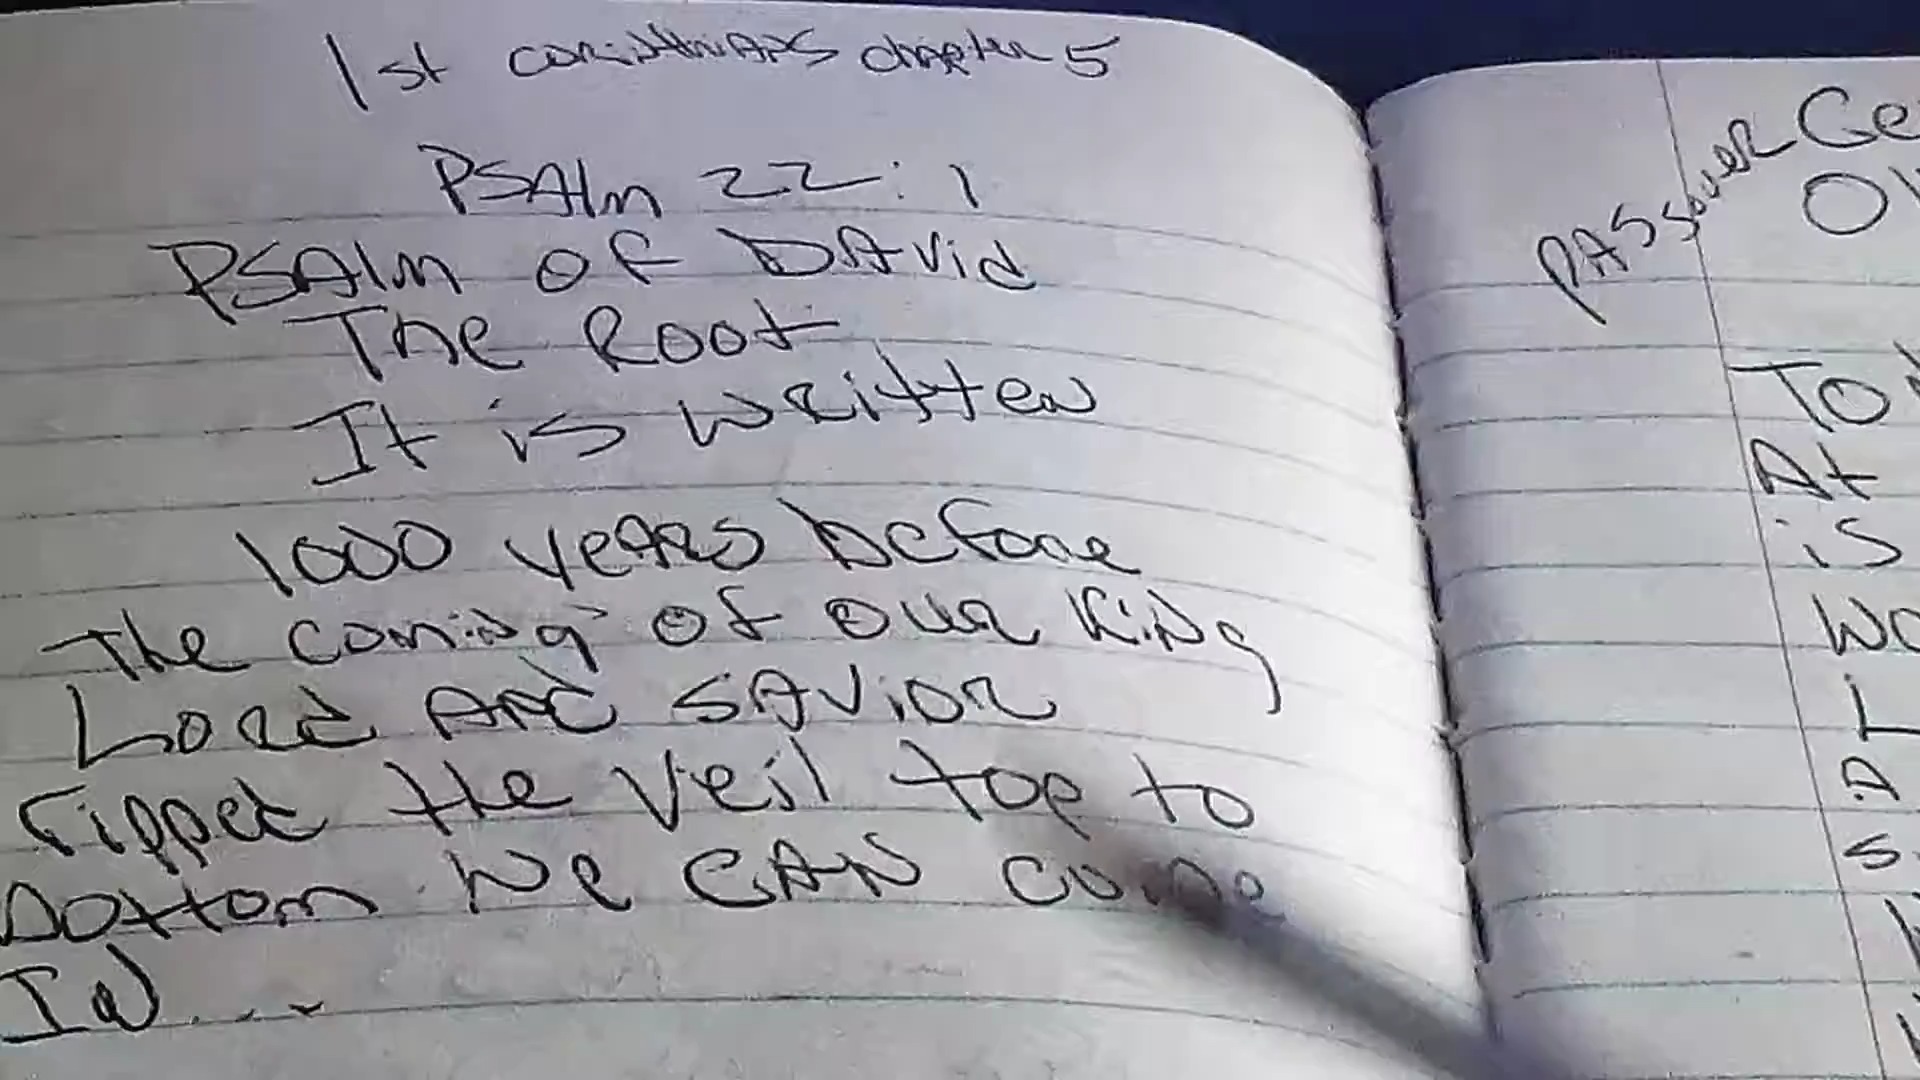 1st corinthians chapter 5
PSAlm 22:1
PSAlm of DAvid
The Root
It is written
1000 years before
The coming of our King
Lord And SAvior
ripped the veil top to
bottom We CAN come
IN...
PASSOVER
Ce
To
At
is
Wo
L
A
S